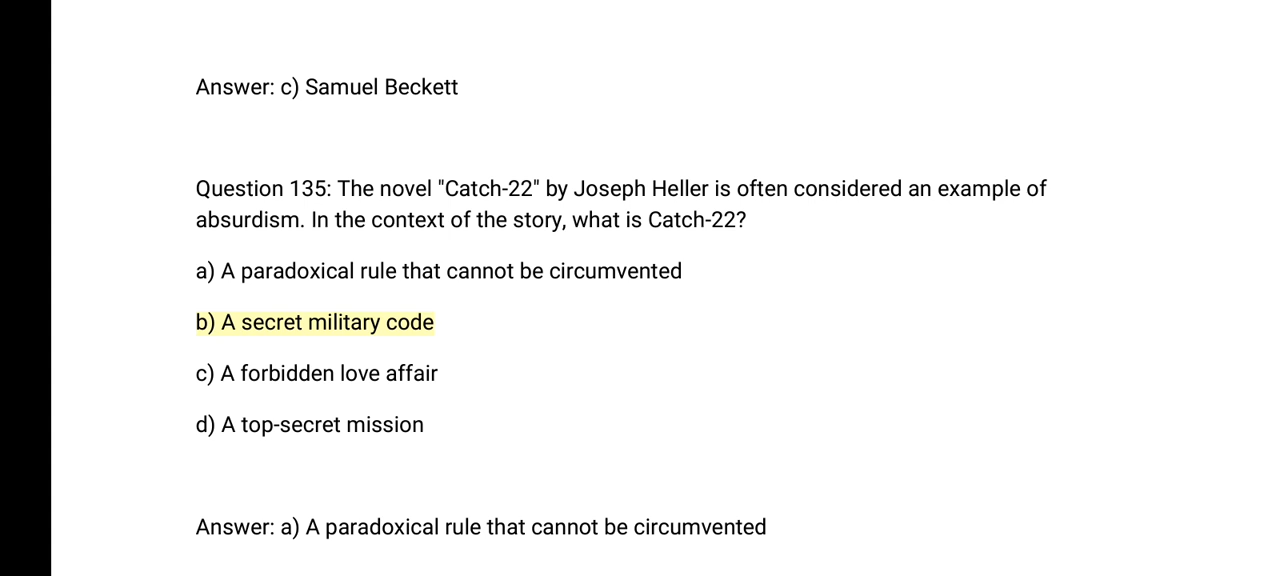 Answer: c) Samuel Beckett
Question 135: The novel "Catch-22" by Joseph Heller is often considered an example of
absurdism. In the context of the story, what is Catch-22?
a) A paradoxical rule that cannot be circumvented
b) A secret military code
c) A forbidden love affair
d) A top-secret mission
Answer: a) A paradoxical rule that cannot be circumvented